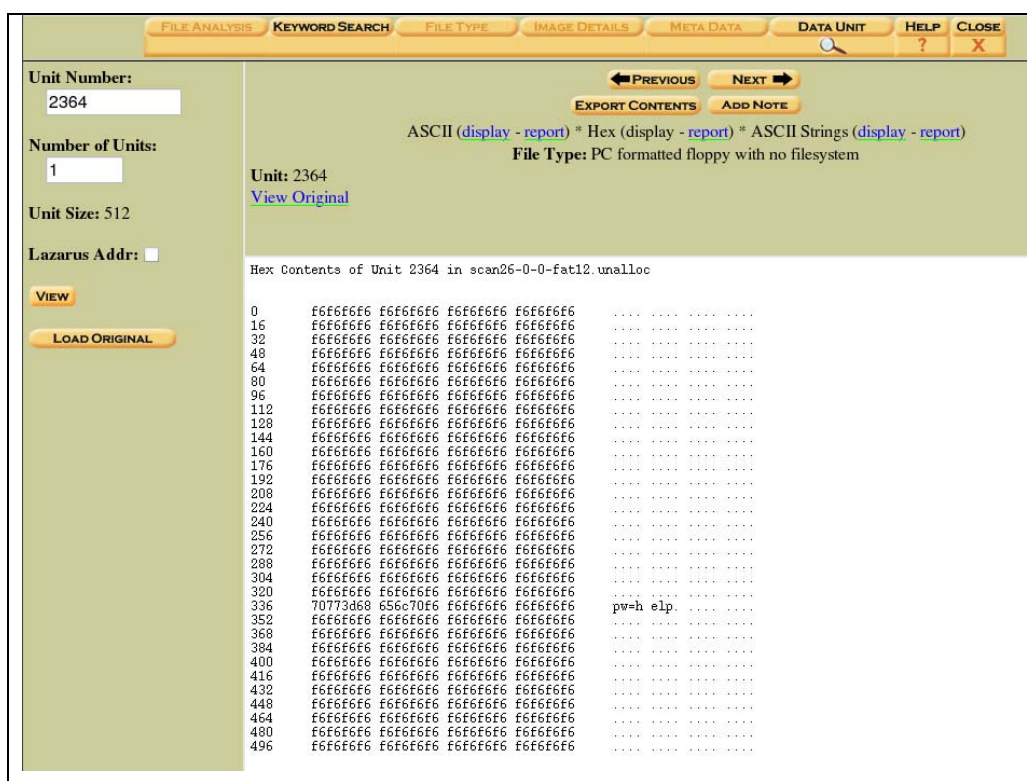 FILE ANALYSIS KEYWORD SEARCH FILE TYPE IMAGE DETAILS META DATA DATA UNIT HELP CLOSE
? X
Unit Number:
2364
Number of Units:
1
Unit Size: 512
Lazarus Addr:
VIEW
LOAD ORIGINAL
PREVIOUS NEXT
EXPORT CONTENTS ADD NOTE
ASCII (display - report) * Hex (display - report) * ASCII Strings (display - report)
File Type: PC formatted floppy with no filesystem
Unit: 2364
View Original
Hex Contents of Unit 2364 in scan26-0-0-fat12.unalloc
0 f6f6f6f6 f6f6f6f6 f6f6f6f6 f6f6f6f6 .... .... .... ....
16 f6f6f6f6 f6f6f6f6 f6f6f6f6 f6f6f6f6 .... .... .... ....
32 f6f6f6f6 f6f6f6f6 f6f6f6f6 f6f6f6f6 .... .... .... ....
48 f6f6f6f6 f6f6f6f6 f6f6f6f6 f6f6f6f6 .... .... .... ....
64 f6f6f6f6 f6f6f6f6 f6f6f6f6 f6f6f6f6 .... .... .... ....
80 f6f6f6f6 f6f6f6f6 f6f6f6f6 f6f6f6f6 .... .... .... ....
96 f6f6f6f6 f6f6f6f6 f6f6f6f6 f6f6f6f6 .... .... .... ....
112 f6f6f6f6 f6f6f6f6 f6f6f6f6 f6f6f6f6 .... .... .... ....
128 f6f6f6f6 f6f6f6f6 f6f6f6f6 f6f6f6f6 .... .... .... ....
144 f6f6f6f6 f6f6f6f6 f6f6f6f6 f6f6f6f6 .... .... .... ....
160 f6f6f6f6 f6f6f6f6 f6f6f6f6 f6f6f6f6 .... .... .... ....
176 f6f6f6f6 f6f6f6f6 f6f6f6f6 f6f6f6f6 .... .... .... ....
192 f6f6f6f6 f6f6f6f6 f6f6f6f6 f6f6f6f6 .... .... .... ....
208 f6f6f6f6 f6f6f6f6 f6f6f6f6 f6f6f6f6 .... .... .... ....
224 f6f6f6f6 f6f6f6f6 f6f6f6f6 f6f6f6f6 .... .... .... ....
240 f6f6f6f6 f6f6f6f6 f6f6f6f6 f6f6f6f6 .... .... .... ....
256 f6f6f6f6 f6f6f6f6 f6f6f6f6 f6f6f6f6 .... .... .... ....
272 f6f6f6f6 f6f6f6f6 f6f6f6f6 f6f6f6f6 .... .... .... ....
288 f6f6f6f6 f6f6f6f6 f6f6f6f6 f6f6f6f6 .... .... .... ....
304 f6f6f6f6 f6f6f6f6 f6f6f6f6 f6f6f6f6 .... .... .... ....
320 f6f6f6f6 f6f6f6f6 f6f6f6f6 f6f6f6f6 .... .... .... ....
336 70773d68 656c70f6 f6f6f6f6 f6f6f6f6 pw=h elp. .... ....
352 f6f6f6f6 f6f6f6f6 f6f6f6f6 f6f6f6f6 .... .... .... ....
368 f6f6f6f6 f6f6f6f6 f6f6f6f6 f6f6f6f6 .... .... .... ....
384 f6f6f6f6 f6f6f6f6 f6f6f6f6 f6f6f6f6 .... .... .... ....
400 f6f6f6f6 f6f6f6f6 f6f6f6f6 f6f6f6f6 .... .... .... ....
416 f6f6f6f6 f6f6f6f6 f6f6f6f6 f6f6f6f6 .... .... .... ....
432 f6f6f6f6 f6f6f6f6 f6f6f6f6 f6f6f6f6 .... .... .... ....
448 f6f6f6f6 f6f6f6f6 f6f6f6f6 f6f6f6f6 .... .... .... ....
464 f6f6f6f6 f6f6f6f6 f6f6f6f6 f6f6f6f6 .... .... .... ....
480 f6f6f6f6 f6f6f6f6 f6f6f6f6 f6f6f6f6 .... .... .... ....
496 f6f6f6f6 f6f6f6f6 f6f6f6f6 f6f6f6f6 .... .... .... ....